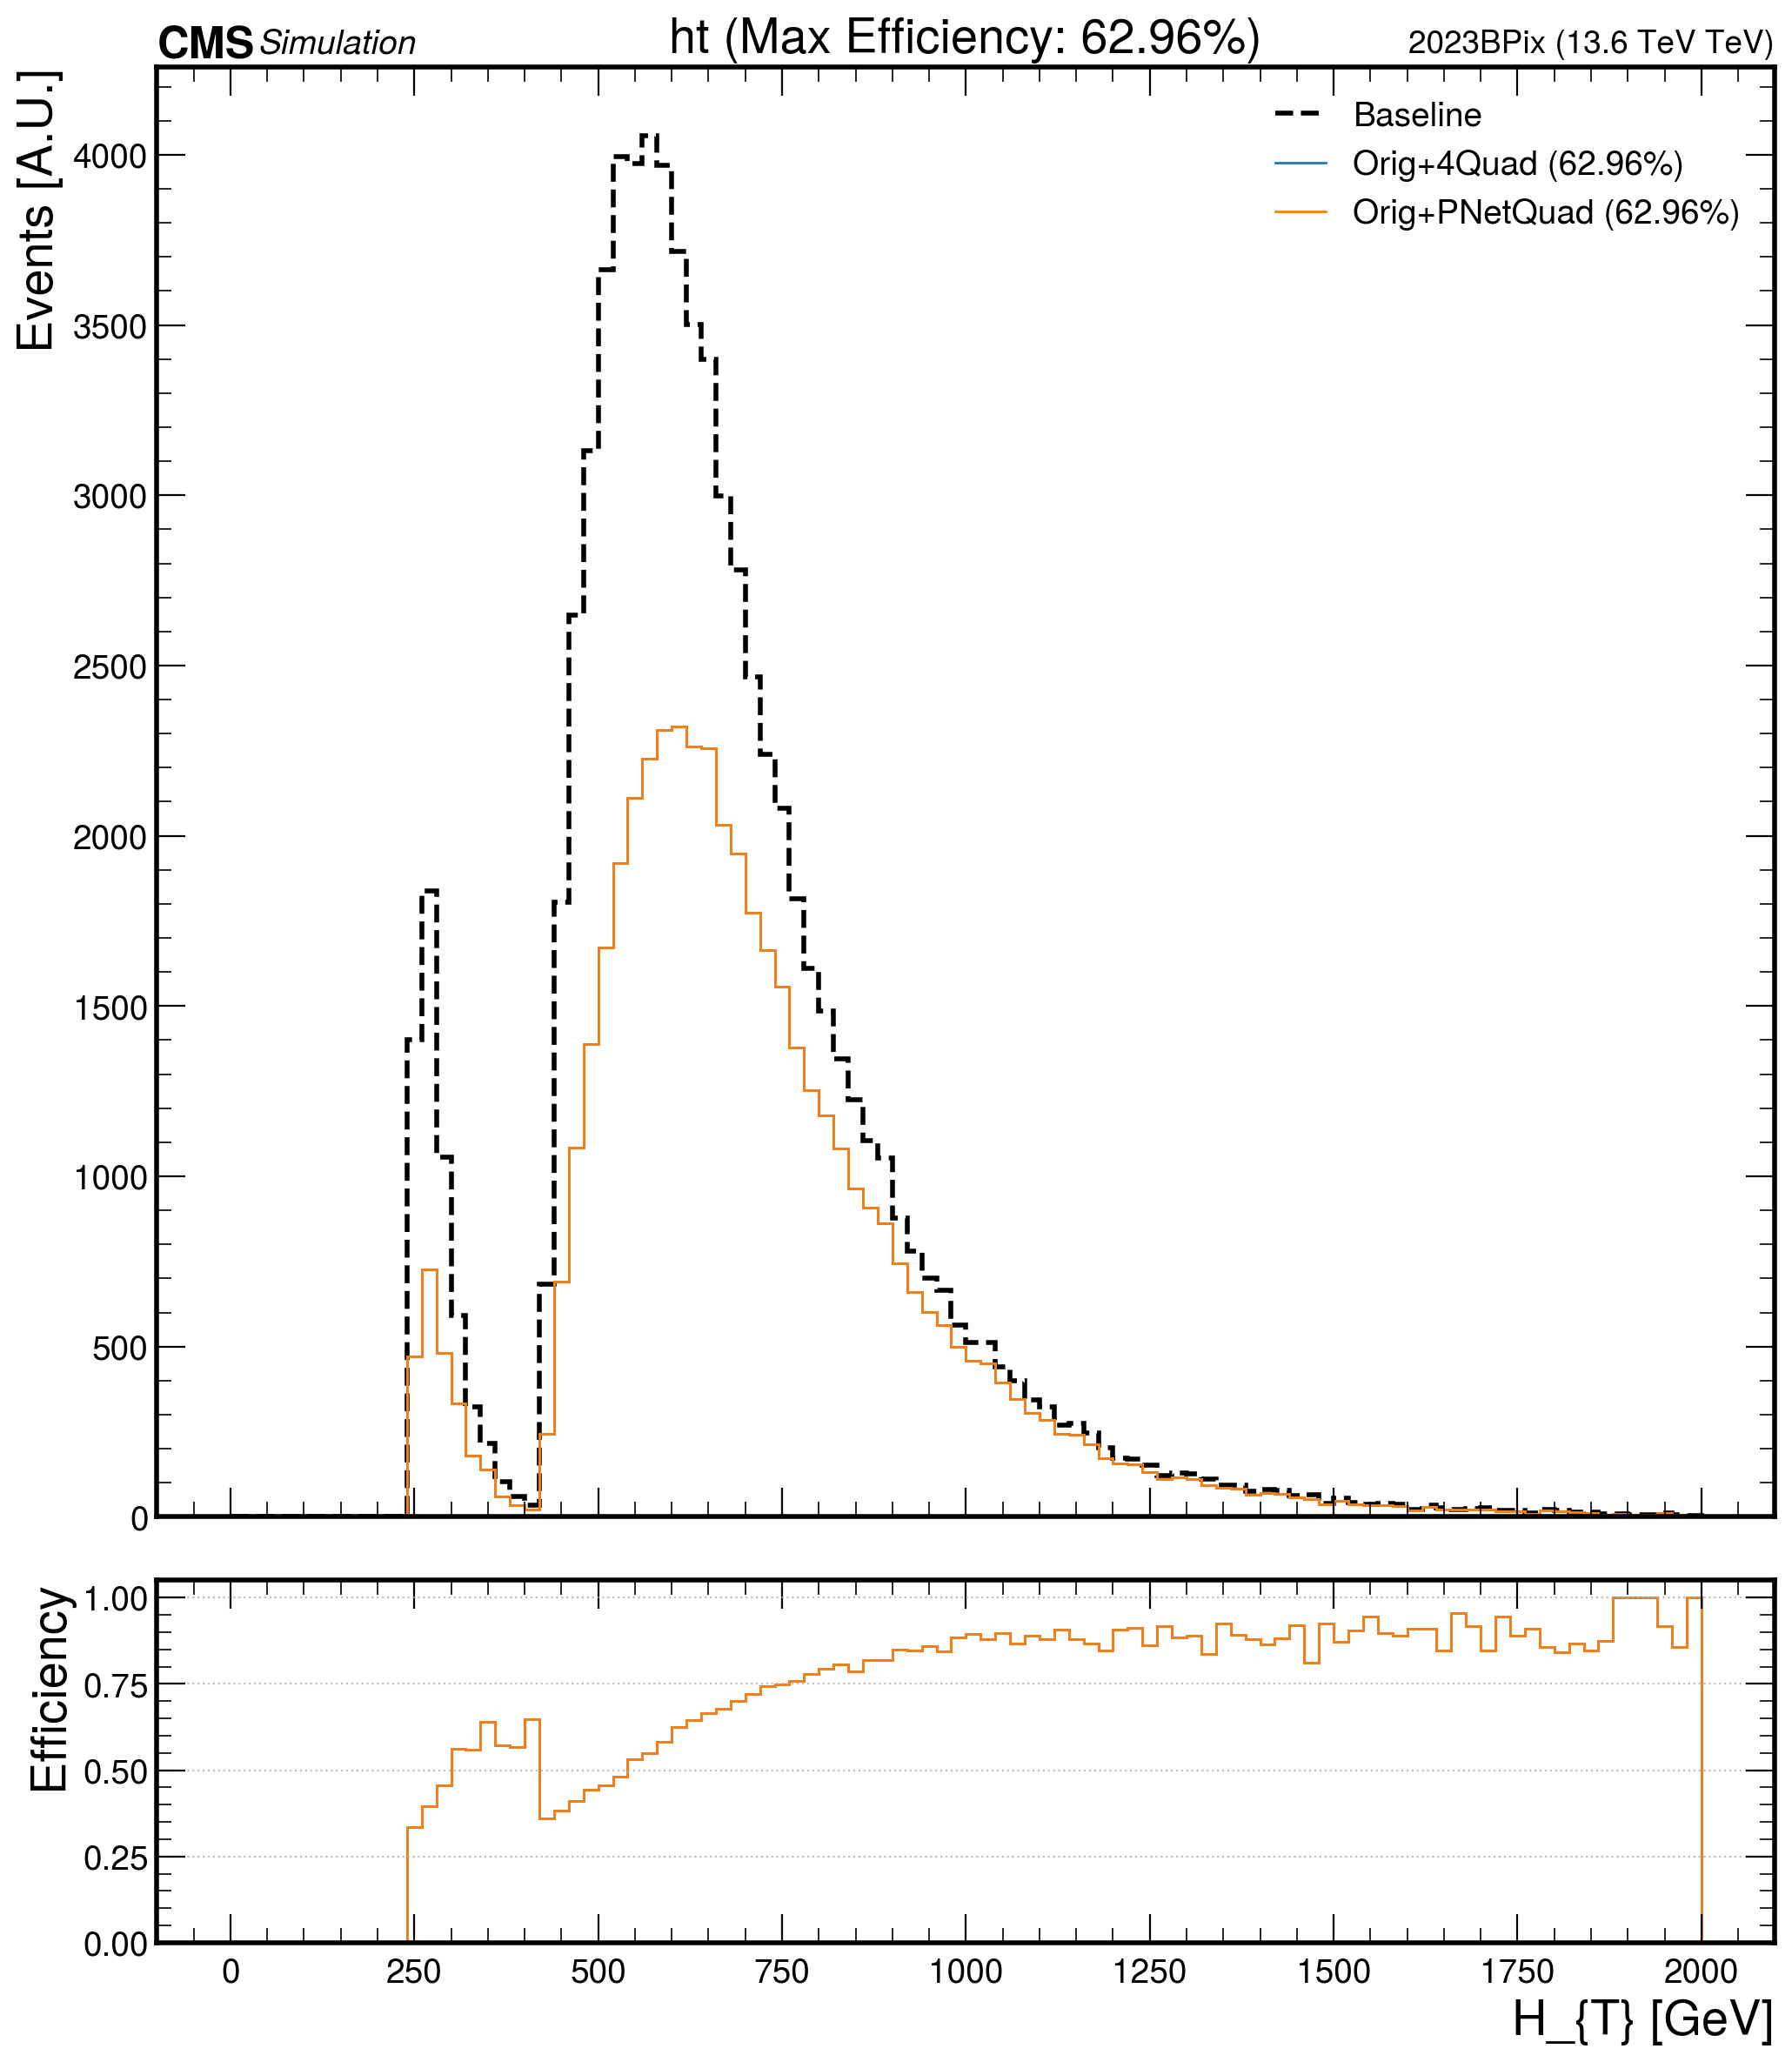 CMS Simulation ht (Max Efficiency: 62.96%) 2023BPix (13.6 TeV TeV)
Events [A.U.]
Baseline
Orig+4Quad (62.96%)
Orig+PNetQuad (62.96%)
4000
3500
3000
2500
2000
1500
1000
500
0
Efficiency
1.00
0.75
0.50
0.25
0.00
0 250 500 750 1000 1250 1500 1750 2000
H_{T} [GeV]